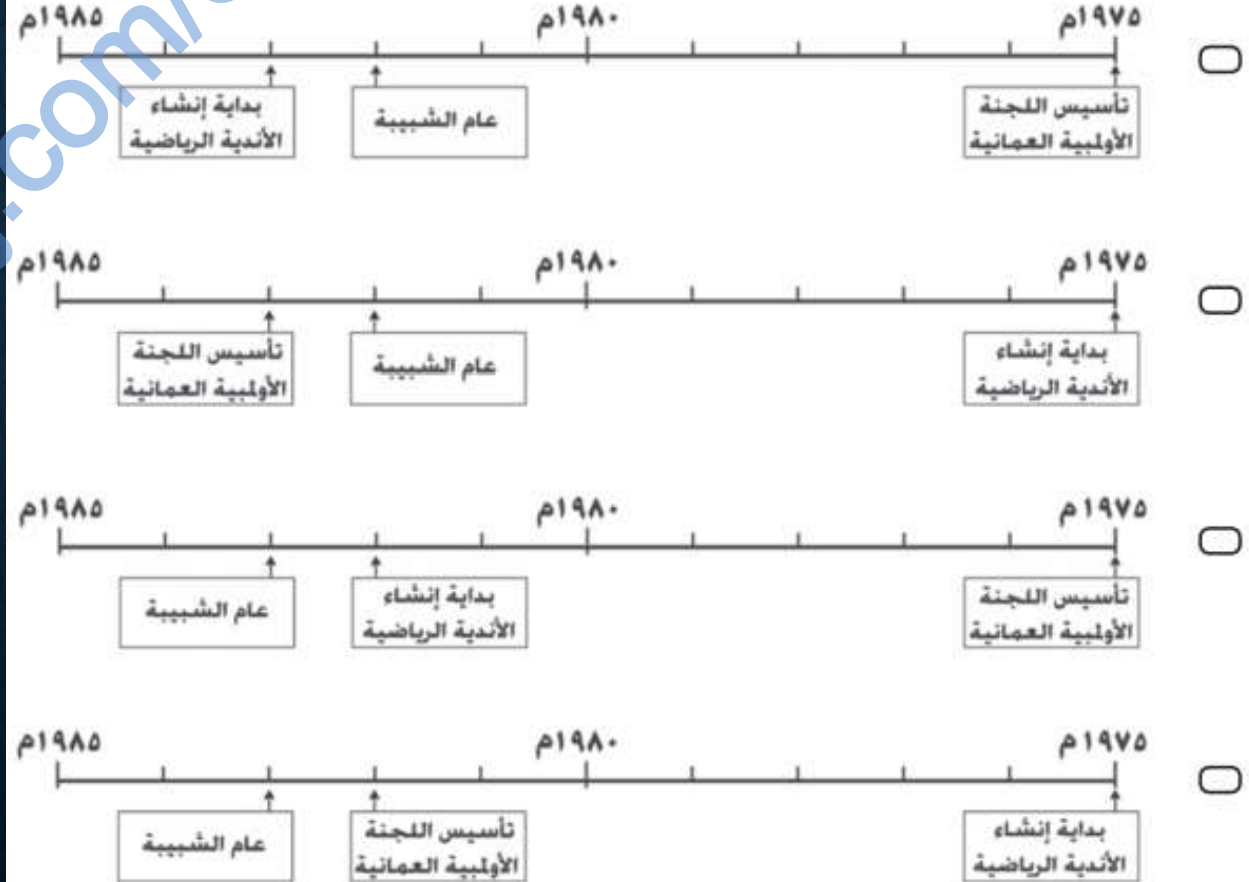 ١٩٧٥م ١٩٨٠م ١٩٨٥م
تأسيس اللجنة
الأولمبية العمانية
عام الشبيبة
بداية إنشاء
الأندية الرياضية
١٩٧٥م ١٩٨٠م ١٩٨٥م
بداية إنشاء
الأندية الرياضية
عام الشبيبة
تأسيس اللجنة
الأولمبية العمانية
١٩٧٥م ١٩٨٠م ١٩٨٥م
تأسيس اللجنة
الأولمبية العمانية
بداية إنشاء
الأندية الرياضية
عام الشبيبة
١٩٧٥م ١٩٨٠م ١٩٨٥م
بداية إنشاء
الأندية الرياضية
تأسيس اللجنة
الأولمبية العمانية
عام الشبيبة
.com/